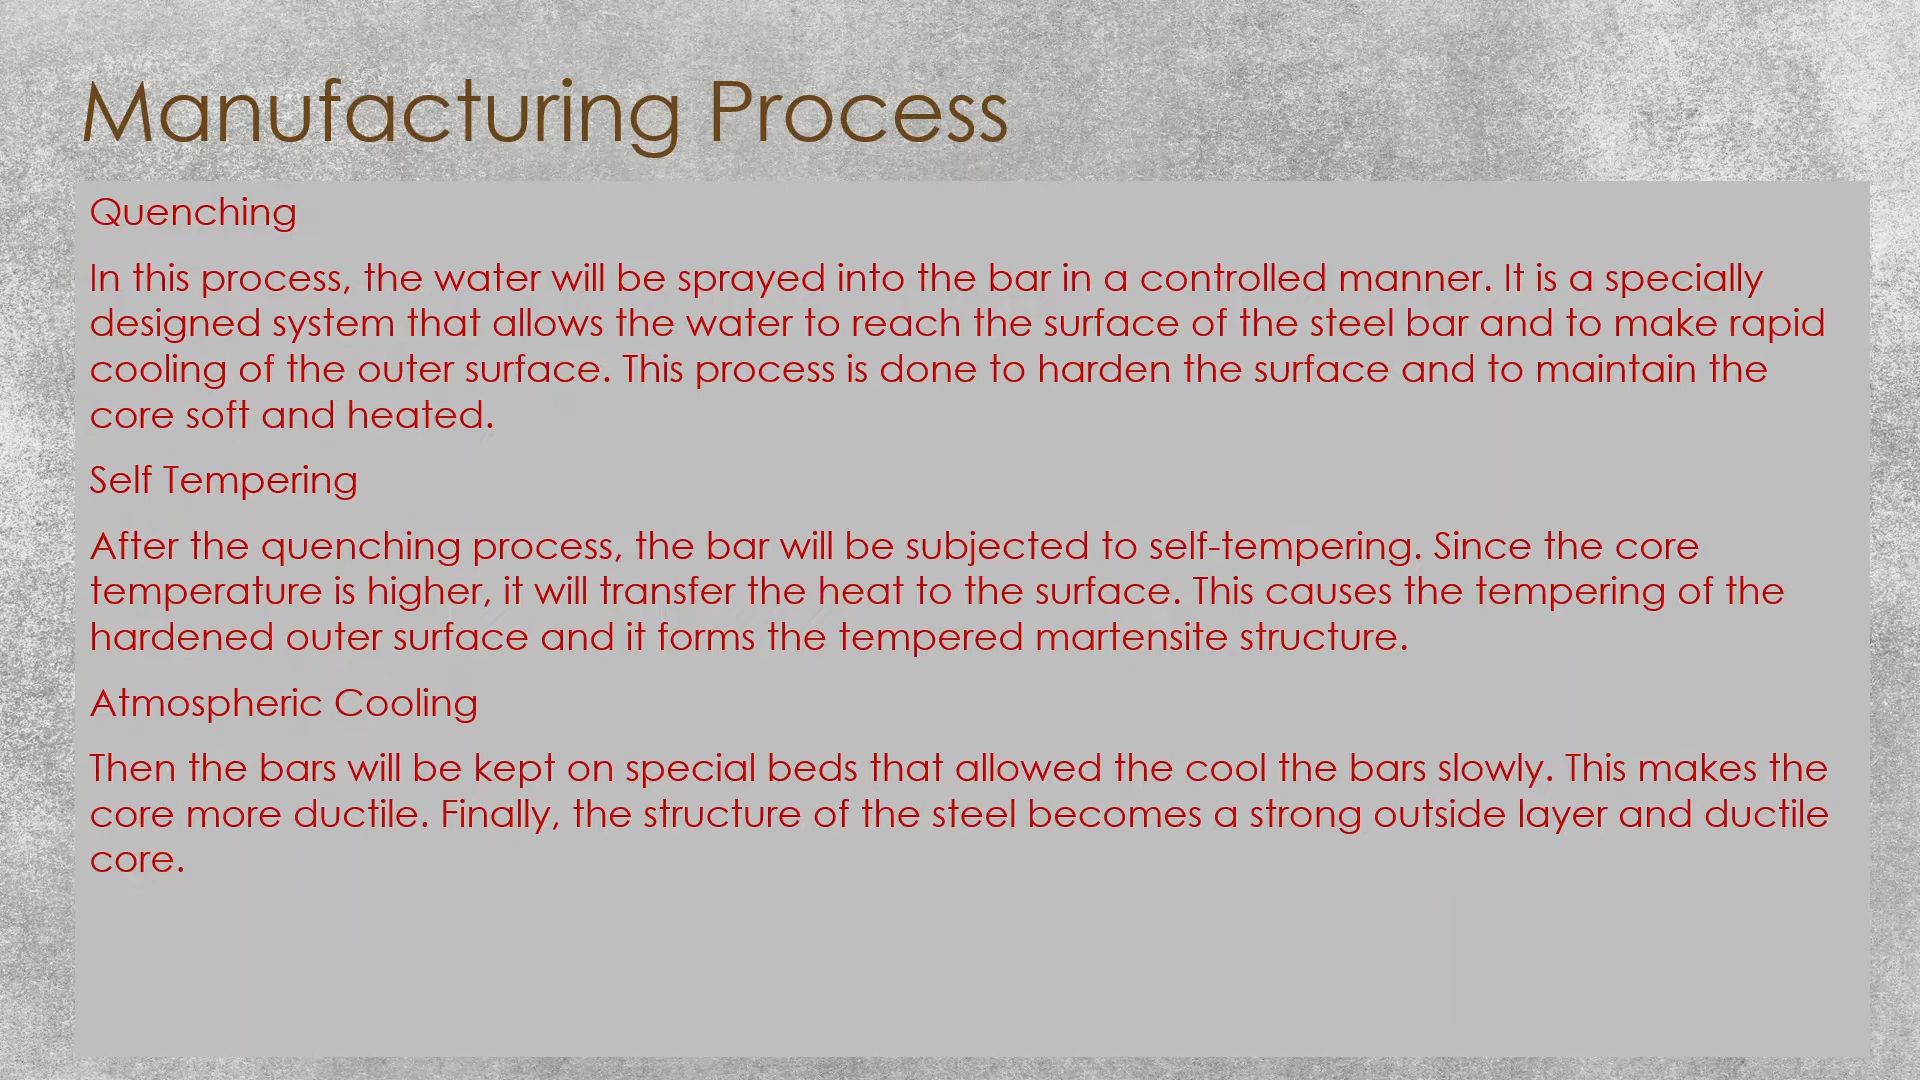 Manufacturing Process
Quenching
In this process, the water will be sprayed into the bar in a controlled manner. It is a specially
designed system that allows the water to reach the surface of the steel bar and to make rapid
cooling of the outer surface. This process is done to harden the surface and to maintain the
core soft and heated.
Self Tempering
After the quenching process, the bar will be subjected to self-tempering. Since the core
temperature is higher, it will transfer the heat to the surface. This causes the tempering of the
hardened outer surface and it forms the tempered martensite structure.
Atmospheric Cooling
Then the bars will be kept on special beds that allowed the cool the bars slowly. This makes the
core more ductile. Finally, the structure of the steel becomes a strong outside layer and ductile
core.